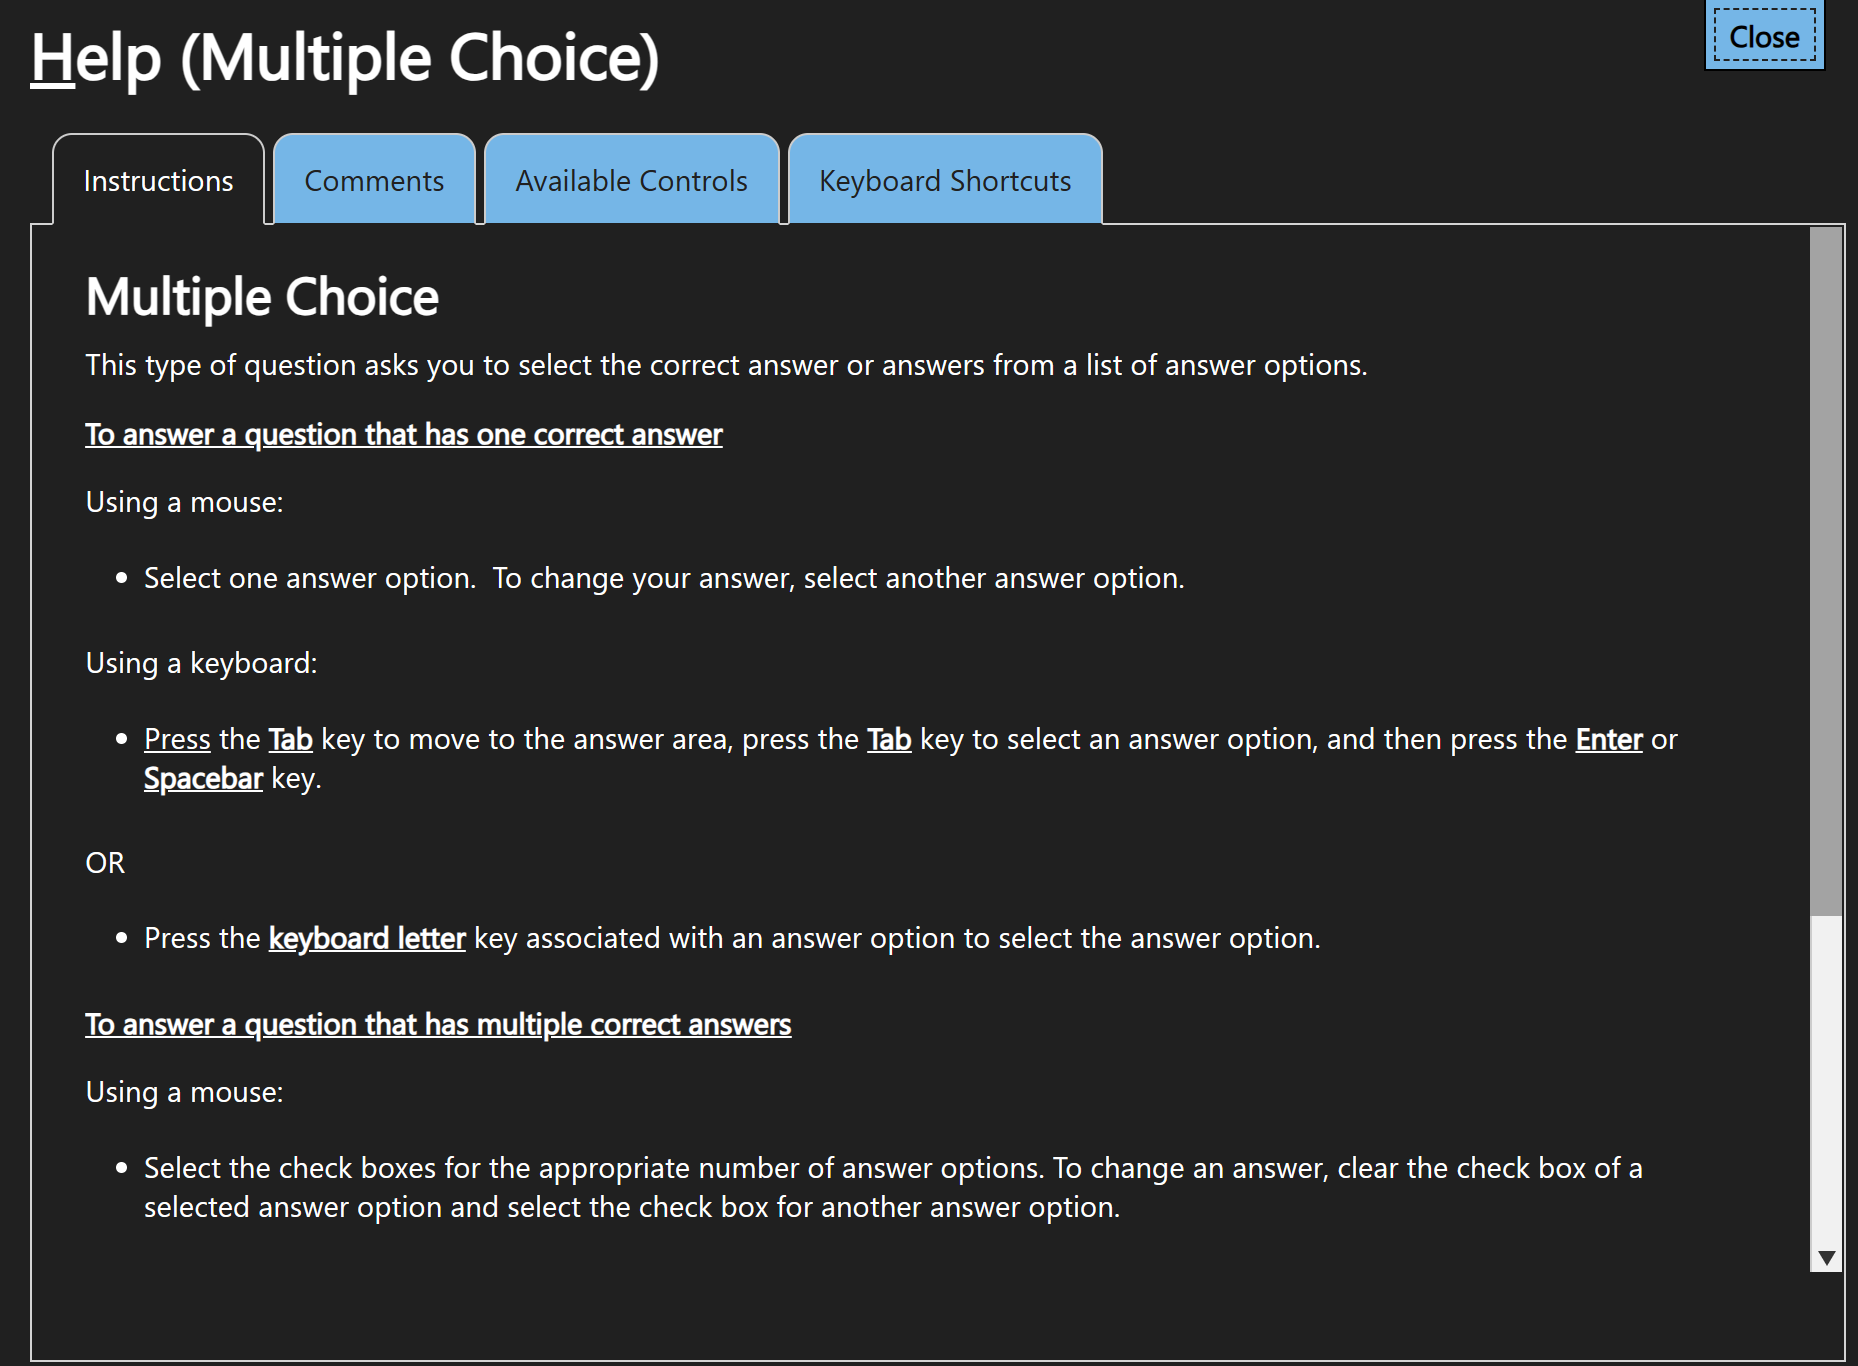 Help (Multiple Choice)
Close
Instructions
Comments
Available Controls
Keyboard Shortcuts
Multiple Choice
This type of question asks you to select the correct answer or answers from a list of answer options.
To answer a question that has one correct answer
Using a mouse:
Select one answer option.  To change your answer, select another answer option.
Using a keyboard:
Press the Tab key to move to the answer area, press the Tab key to select an answer option, and then press the Enter or
Spacebar key.
OR
Press the keyboard letter key associated with an answer option to select the answer option.
To answer a question that has multiple correct answers
Using a mouse:
Select the check boxes for the appropriate number of answer options. To change an answer, clear the check box of a
selected answer option and select the check box for another answer option.